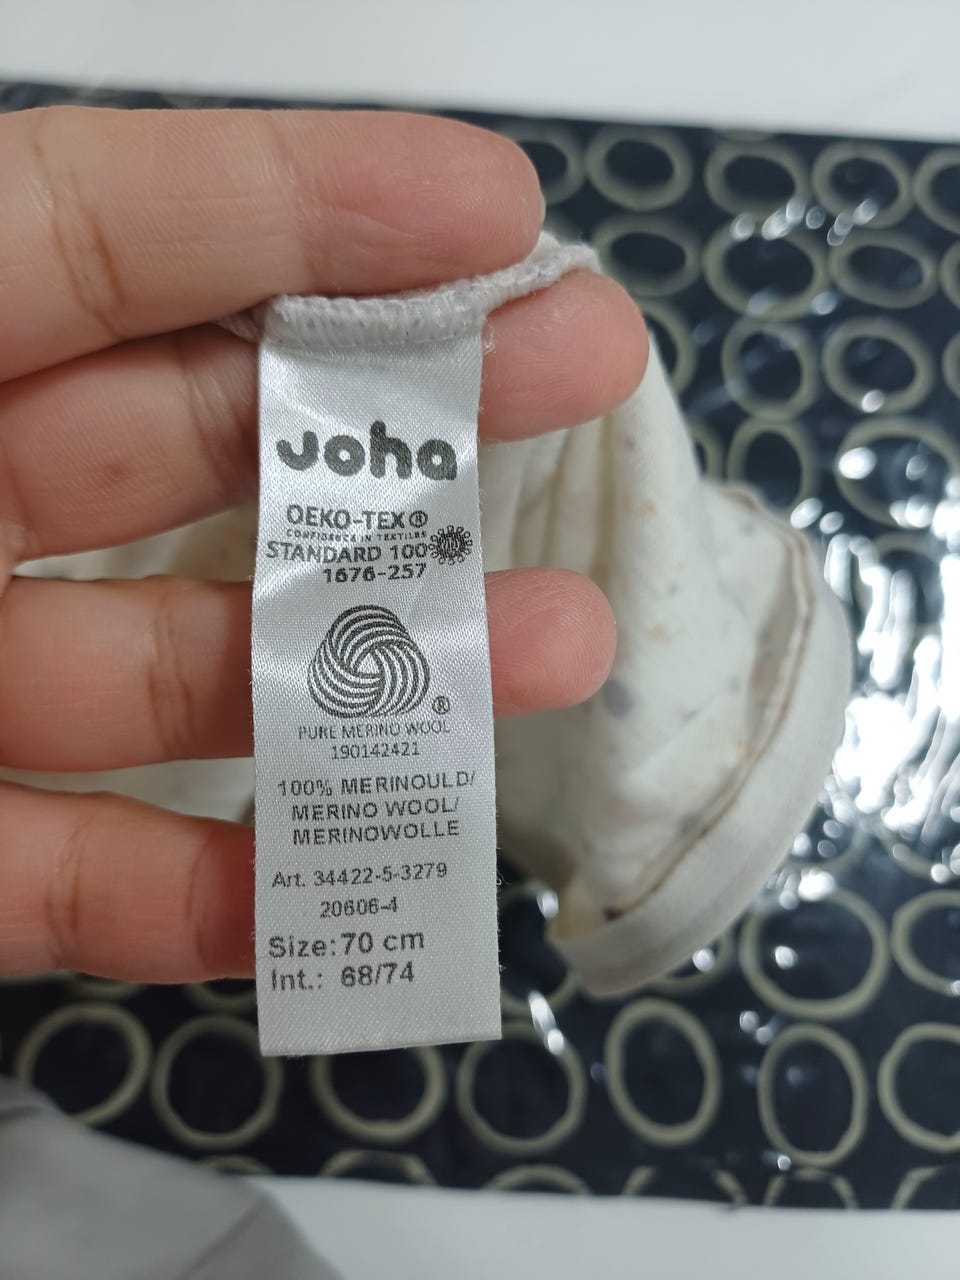 Joha
OEKO-TEX®
CONFIDENCE IN TEXTILES
STANDARD 100
1676-257
®
PURE MERINO WOOL
190142421
100% MERINOULD/
MERINO WOOL/
MERINOWOLLE
Art. 34422-5-3279
20606-4
Size: 70 cm
Int.: 68/74